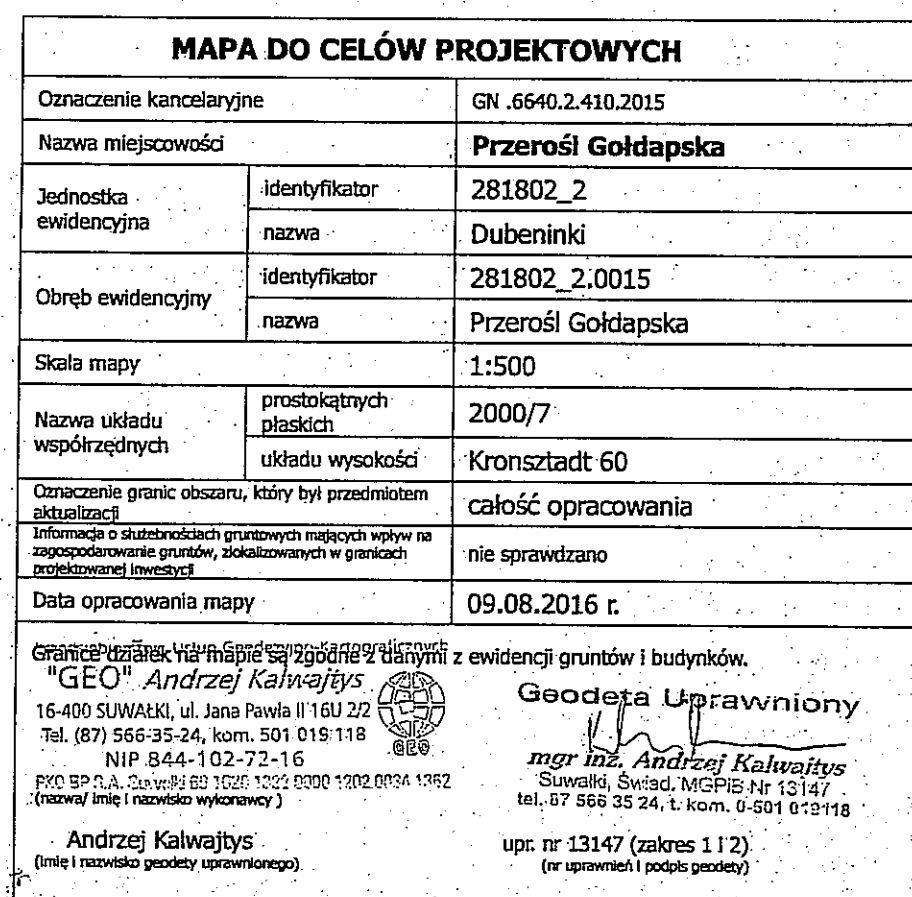 MAPA DO CELÓW PROJEKTOWYCH
Oznaczenie kancelaryjne
GN .6640.2.410.2015
Nazwa miejscowości
Przerośl Gołdapska
Jednostka
ewidencyjna
identyfikator
281802_2
nazwa
Dubeninki
Obręb ewidencyjny
identyfikator
281802_2.0015
nazwa
Przerośl Gołdapska
Skala mapy
1:500
Nazwa układu
współrzędnych
prostokątnych
płaskich
2000/7
układu wysokości
Kronsztadt 60
Oznaczenie granic obszaru, który był przedmiotem
aktualizacji
całość opracowania
Informacja o służebnościach gruntowych mających wpływ na
zagospodarowanie gruntów, zlokalizowanych w granicach
projektowanej inwestycji
nie sprawdzano
Data opracowania mapy
09.08.2016 r.
Usług Geodezyjno-Kartograficznych
Granice działek na mapie są zgodne z danymi z ewidencji gruntów i budynków.
"GEO" Andrzej Kalwajtys
16-400 SUWAŁKI, ul. Jana Pawła II 16U 2/2
Tel. (87) 566-35-24, kom. 501 019 118
GEO
NIP 844-102-72-16
PKO BP S.A. Suwałki
(nazwa/ imię i nazwisko wykonawcy )
Andrzej Kalwajtys
(imię i nazwisko geodety uprawnionego)
Geodeta Uprawniony
mgr inż. Andrzej Kalwajtys
Suwałki, Świad. MGPiB Nr 13147
tel. 87 566 35 24, t. kom. 0-501 019118
upr. nr 13147 (zakres 1 i 2)
(nr uprawnień i podpis geodety)